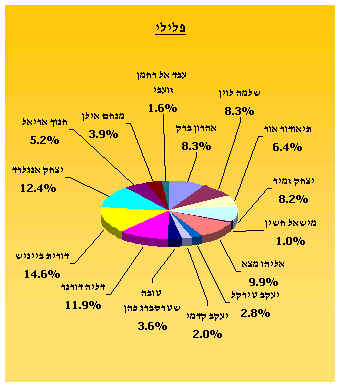 פלילי
עבד אל רחמן
זועבי
1.6%
שלמה לוין
8.3%
מנחם אילן
3.9%
אהרון ברק
8.3%
חנוך אריאל
5.2%
תיאודור אור
6.4%
יצחק אנגלרד
12.4%
יצחק זמיר
8.2%
מישאל חשין
1.0%
דורית בייניש
14.6%
אליהו מצא
9.9%
דליה דורנר
11.9%
טובה
שטרסברג כהן
3.6%
יעקב קדמי
2.0%
יעקב טירקל
2.8%